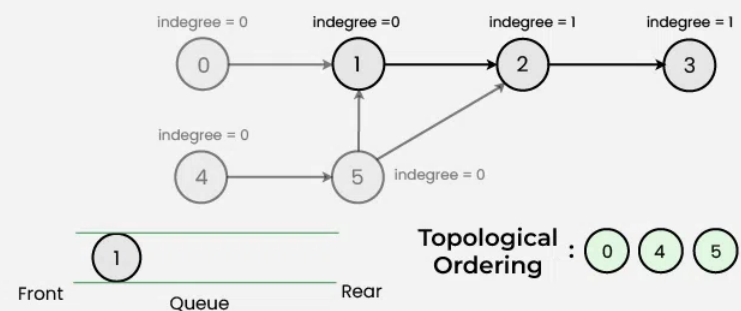 indegree = 0
indegree =0
indegree = 1
indegree = 1
0
1
2
3
indegree = 0
4
5
indegree = 0
1
Front
Queue
Rear
Topological
Ordering
:
0
4
5